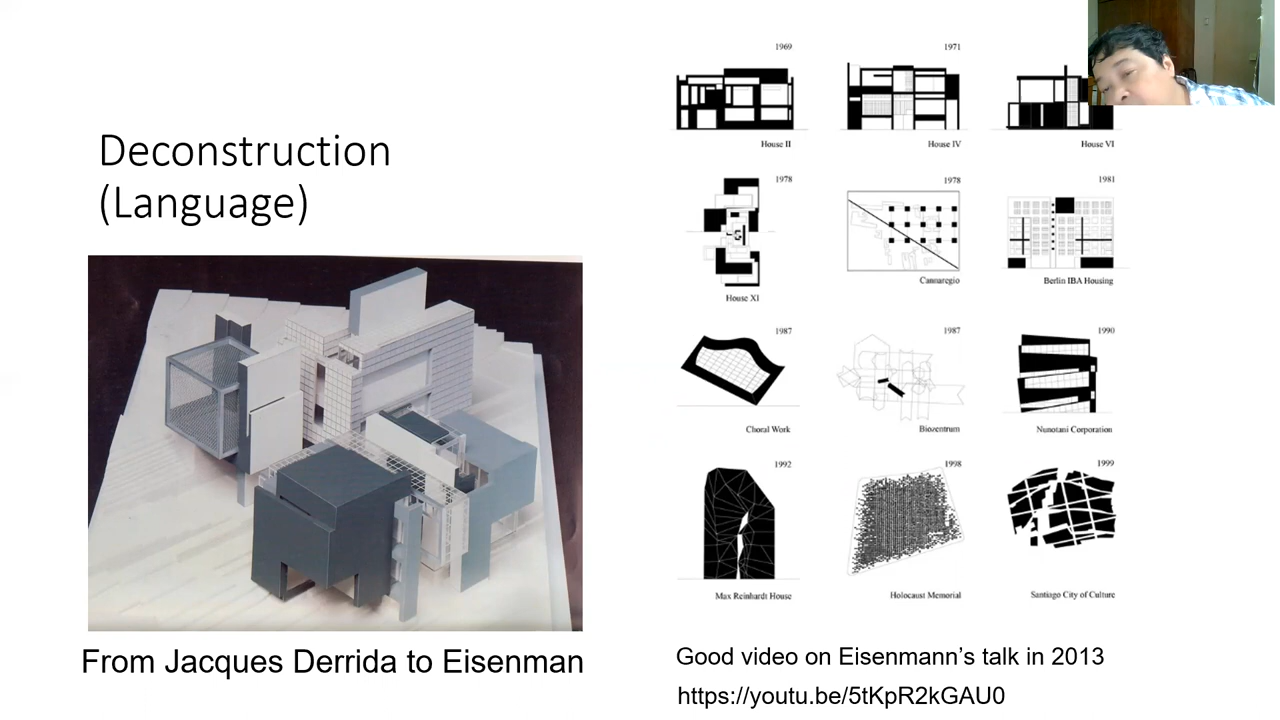 Deconstruction
(Language)
From Jacques Derrida to Eisenman
1969
House II
1971
House IV
House VI
1978
House XI
1978
Cannaregio
1981
Berlin IBA Housing
1987
Choral Work
1987
Biozentrum
1990
Nunotani Corporation
1992
Max Reinhardt House
1998
Holocaust Memorial
1999
Santiago City of Culture
Good video on Eisenmann’s talk in 2013
https://youtu.be/5tKpR2kGAU0